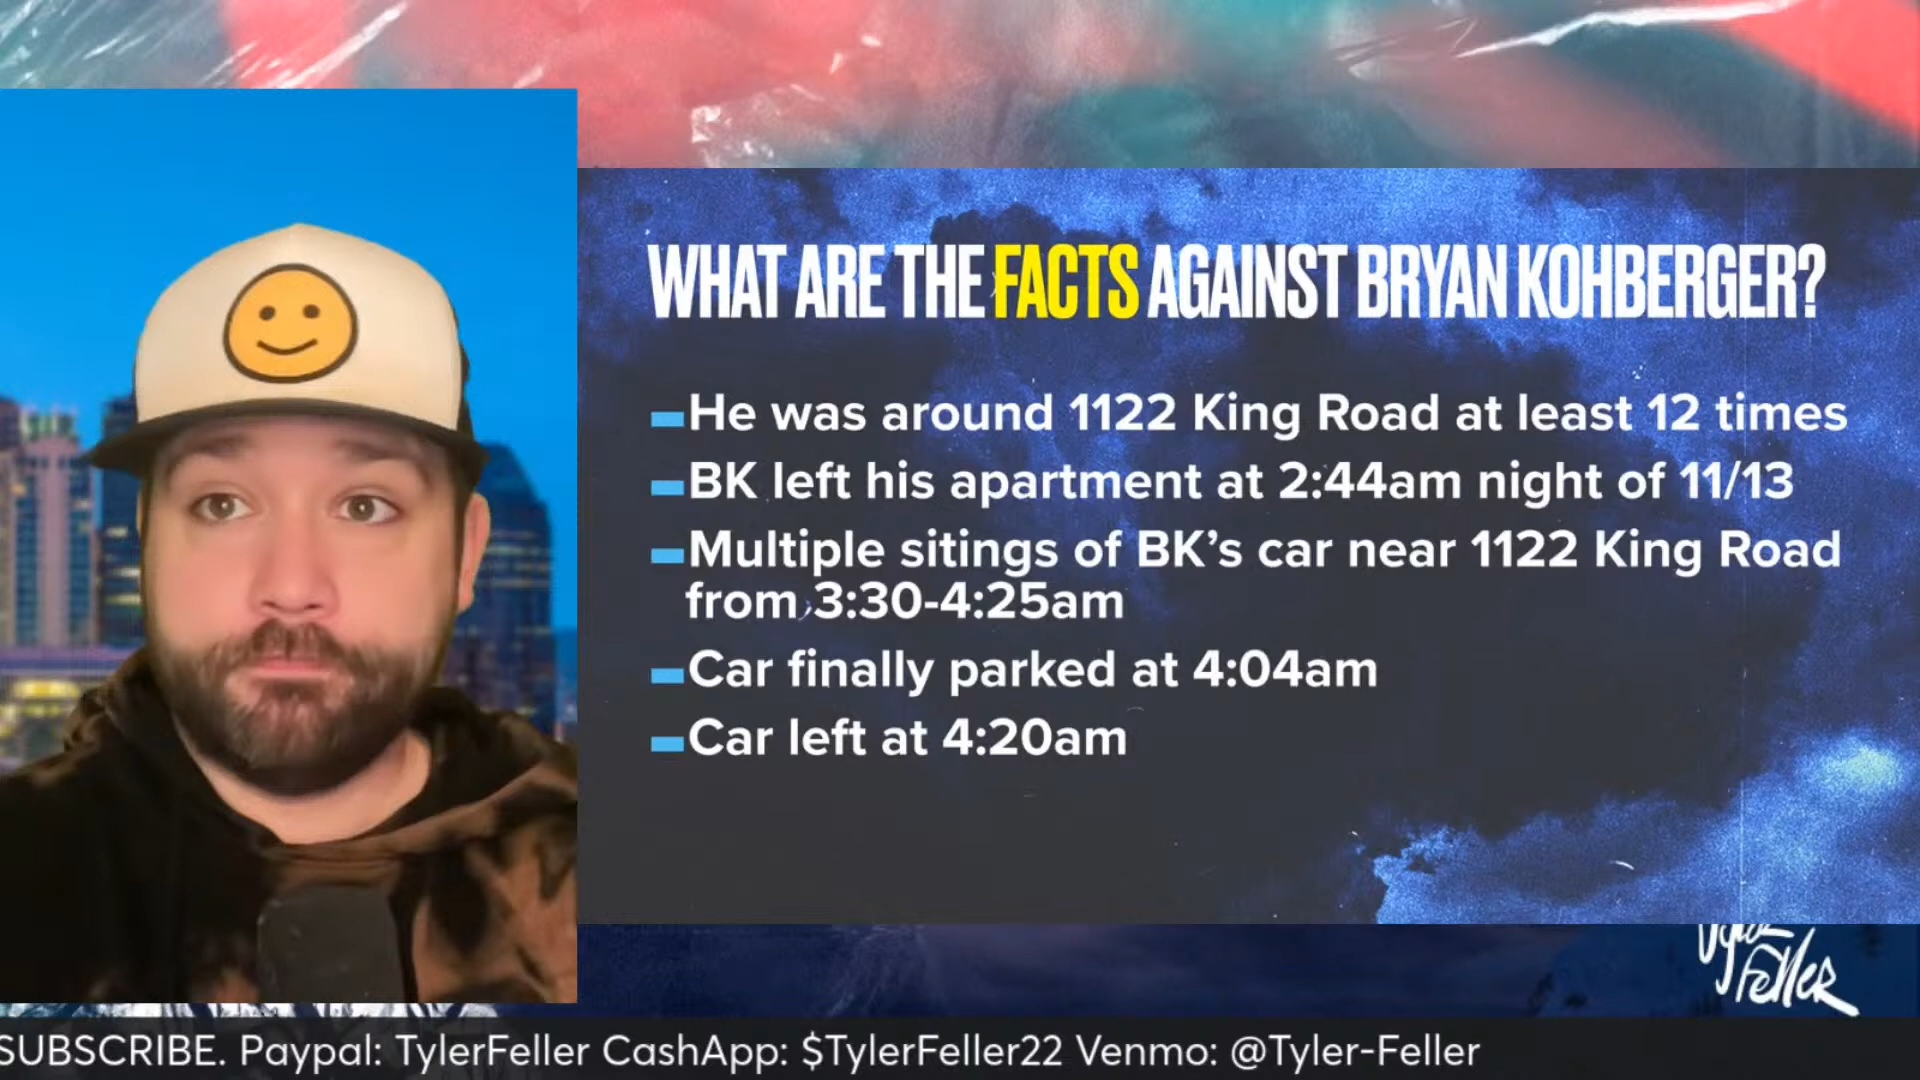 WHAT ARE THE FACTS AGAINST BRYAN KOHBERGER?
He was around 1122 King Road at least 12 times
BK left his apartment at 2:44am night of 11/13
Multiple sitings of BK's car near 1122 King Road
from 3:30-4:25am
Car finally parked at 4:04am
Car left at 4:20am
Tyler
Feller
SUBSCRIBE. Paypal: TylerFeller CashApp: $TylerFeller22 Venmo: @Tyler-Feller